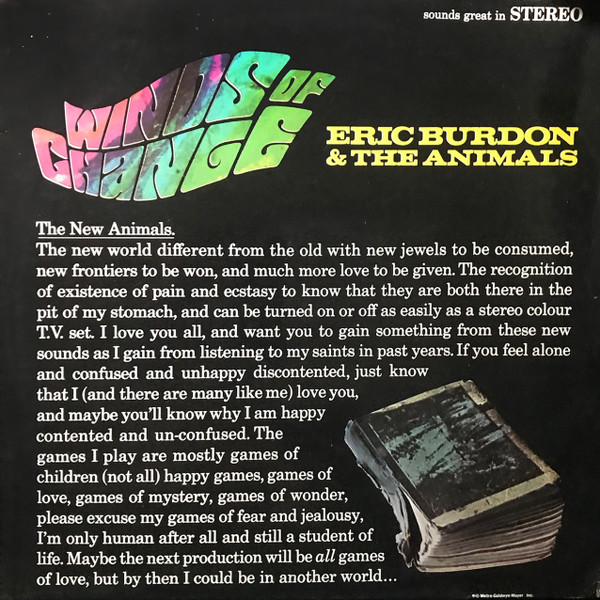 sounds great in STEREO
WINDS OF
CHANGE
ERIC BURDON
& THE ANIMALS
The New Animals.
The new world different from the old with new jewels to be consumed,
new frontiers to be won, and much more love to be given. The recognition
of existence of pain and ecstasy to know that they are both there in the
pit of my stomach, and can be turned on or off as easily as a stereo colour
T.V. set. I love you all, and want you to gain something from these new
sounds as I gain from listening to my saints in past years. If you feel alone
and confused and unhappy discontented, just know
that I (and there are many like me) love you,
and maybe you'll know why I am happy
contented and un-confused. The
games I play are mostly games of
children (not all) happy games, games of
love, games of mystery, games of wonder,
please excuse my games of fear and jealousy,
I'm only human after all and still a student of
life. Maybe the next production will be all games
of love, but by then I could be in another world...
Metro-Goldwyn-Mayer Inc.